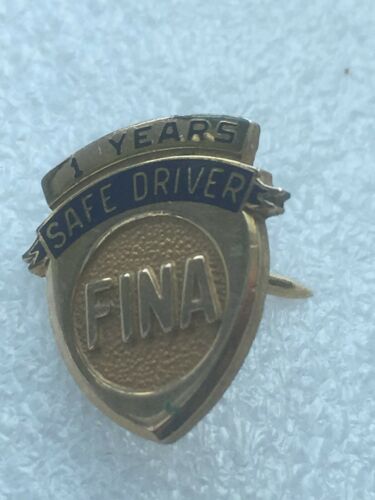 1 YEARS
SAFE DRIVER
FINA